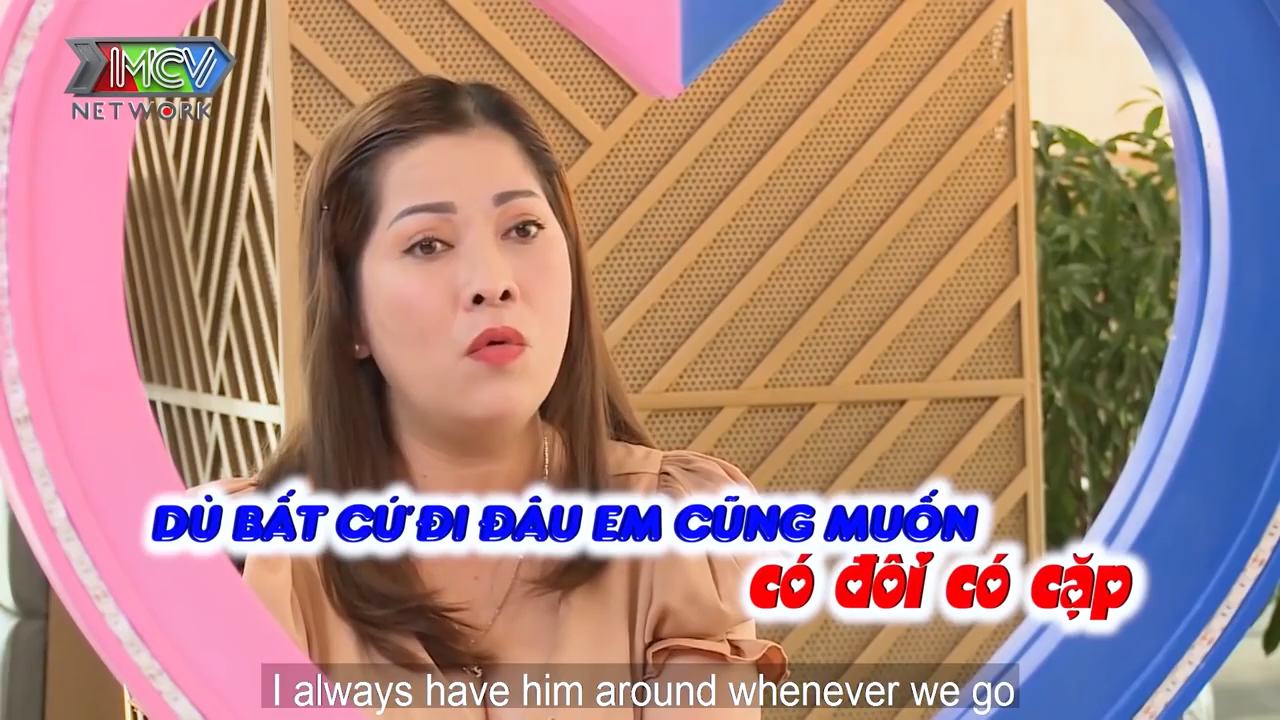 MCV
NETWORK
DÙ BẤT CỨ ĐI ĐÂU EM CŨNG MUỐN
có đôi có cặp
I always have him around whenever we go